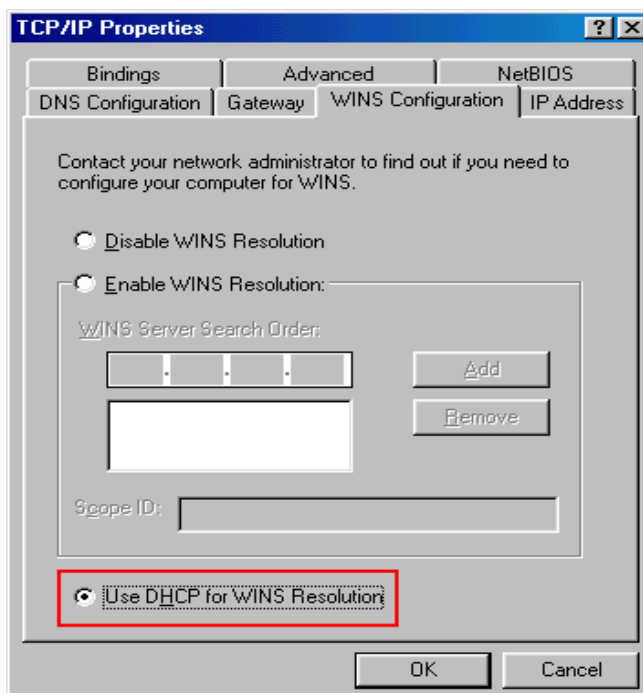 TCP/IP Properties
Bindings Advanced NetBIOS
DNS Configuration Gateway WINS Configuration IP Address
Contact your network administrator to find out if you need to
configure your computer for WINS.
Disable WINS Resolution
Enable WINS Resolution:
WINS Server Search Order:
. . .
Add
Remove
Scope ID:
Use DHCP for WINS Resolution
OK Cancel